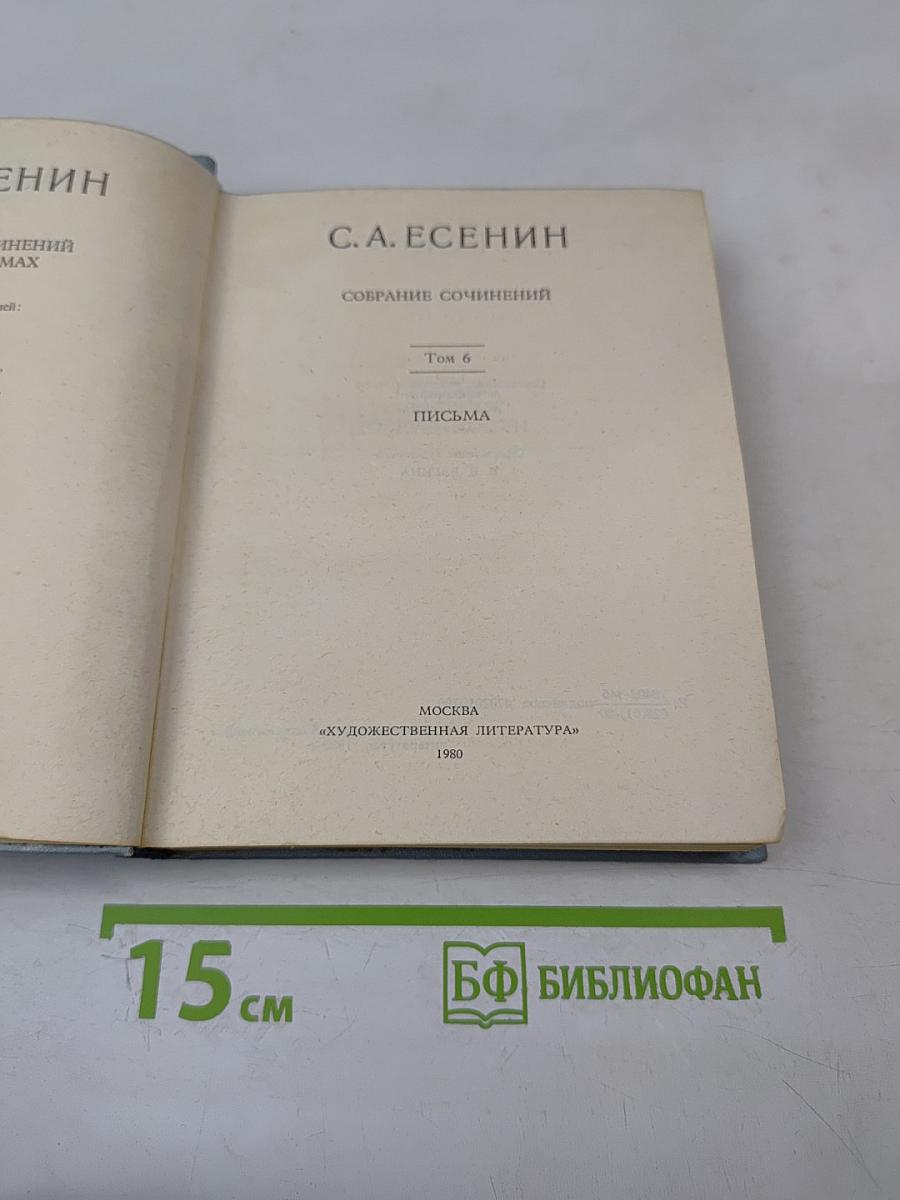 ЕНИН
ИНЕНИЙ
МАХ
С. А. ЕСЕНИН
СОБРАНИЕ СОЧИНЕНИЙ
Том 6
ПИСЬМА
МОСКВА
«ХУДОЖЕСТВЕННАЯ ЛИТЕРАТУРА»
1980
15 см
БФ БИБЛИОФАН